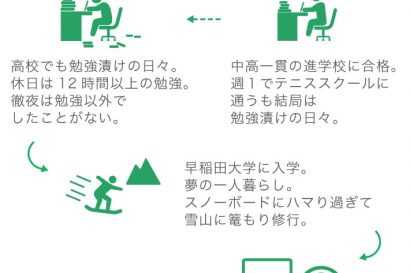 中高一貫の進学校に合格。
週１でテニススクールに
通うも結局は
勉強漬けの日々。
高校でも勉強漬けの日々。
休日は 12 時間以上の勉強。
徹夜は勉強以外で
したことがない。
早稲田大学に入学。
夢の一人暮らし。
スノーボードにハマり過ぎて
雪山に篭もり修行。